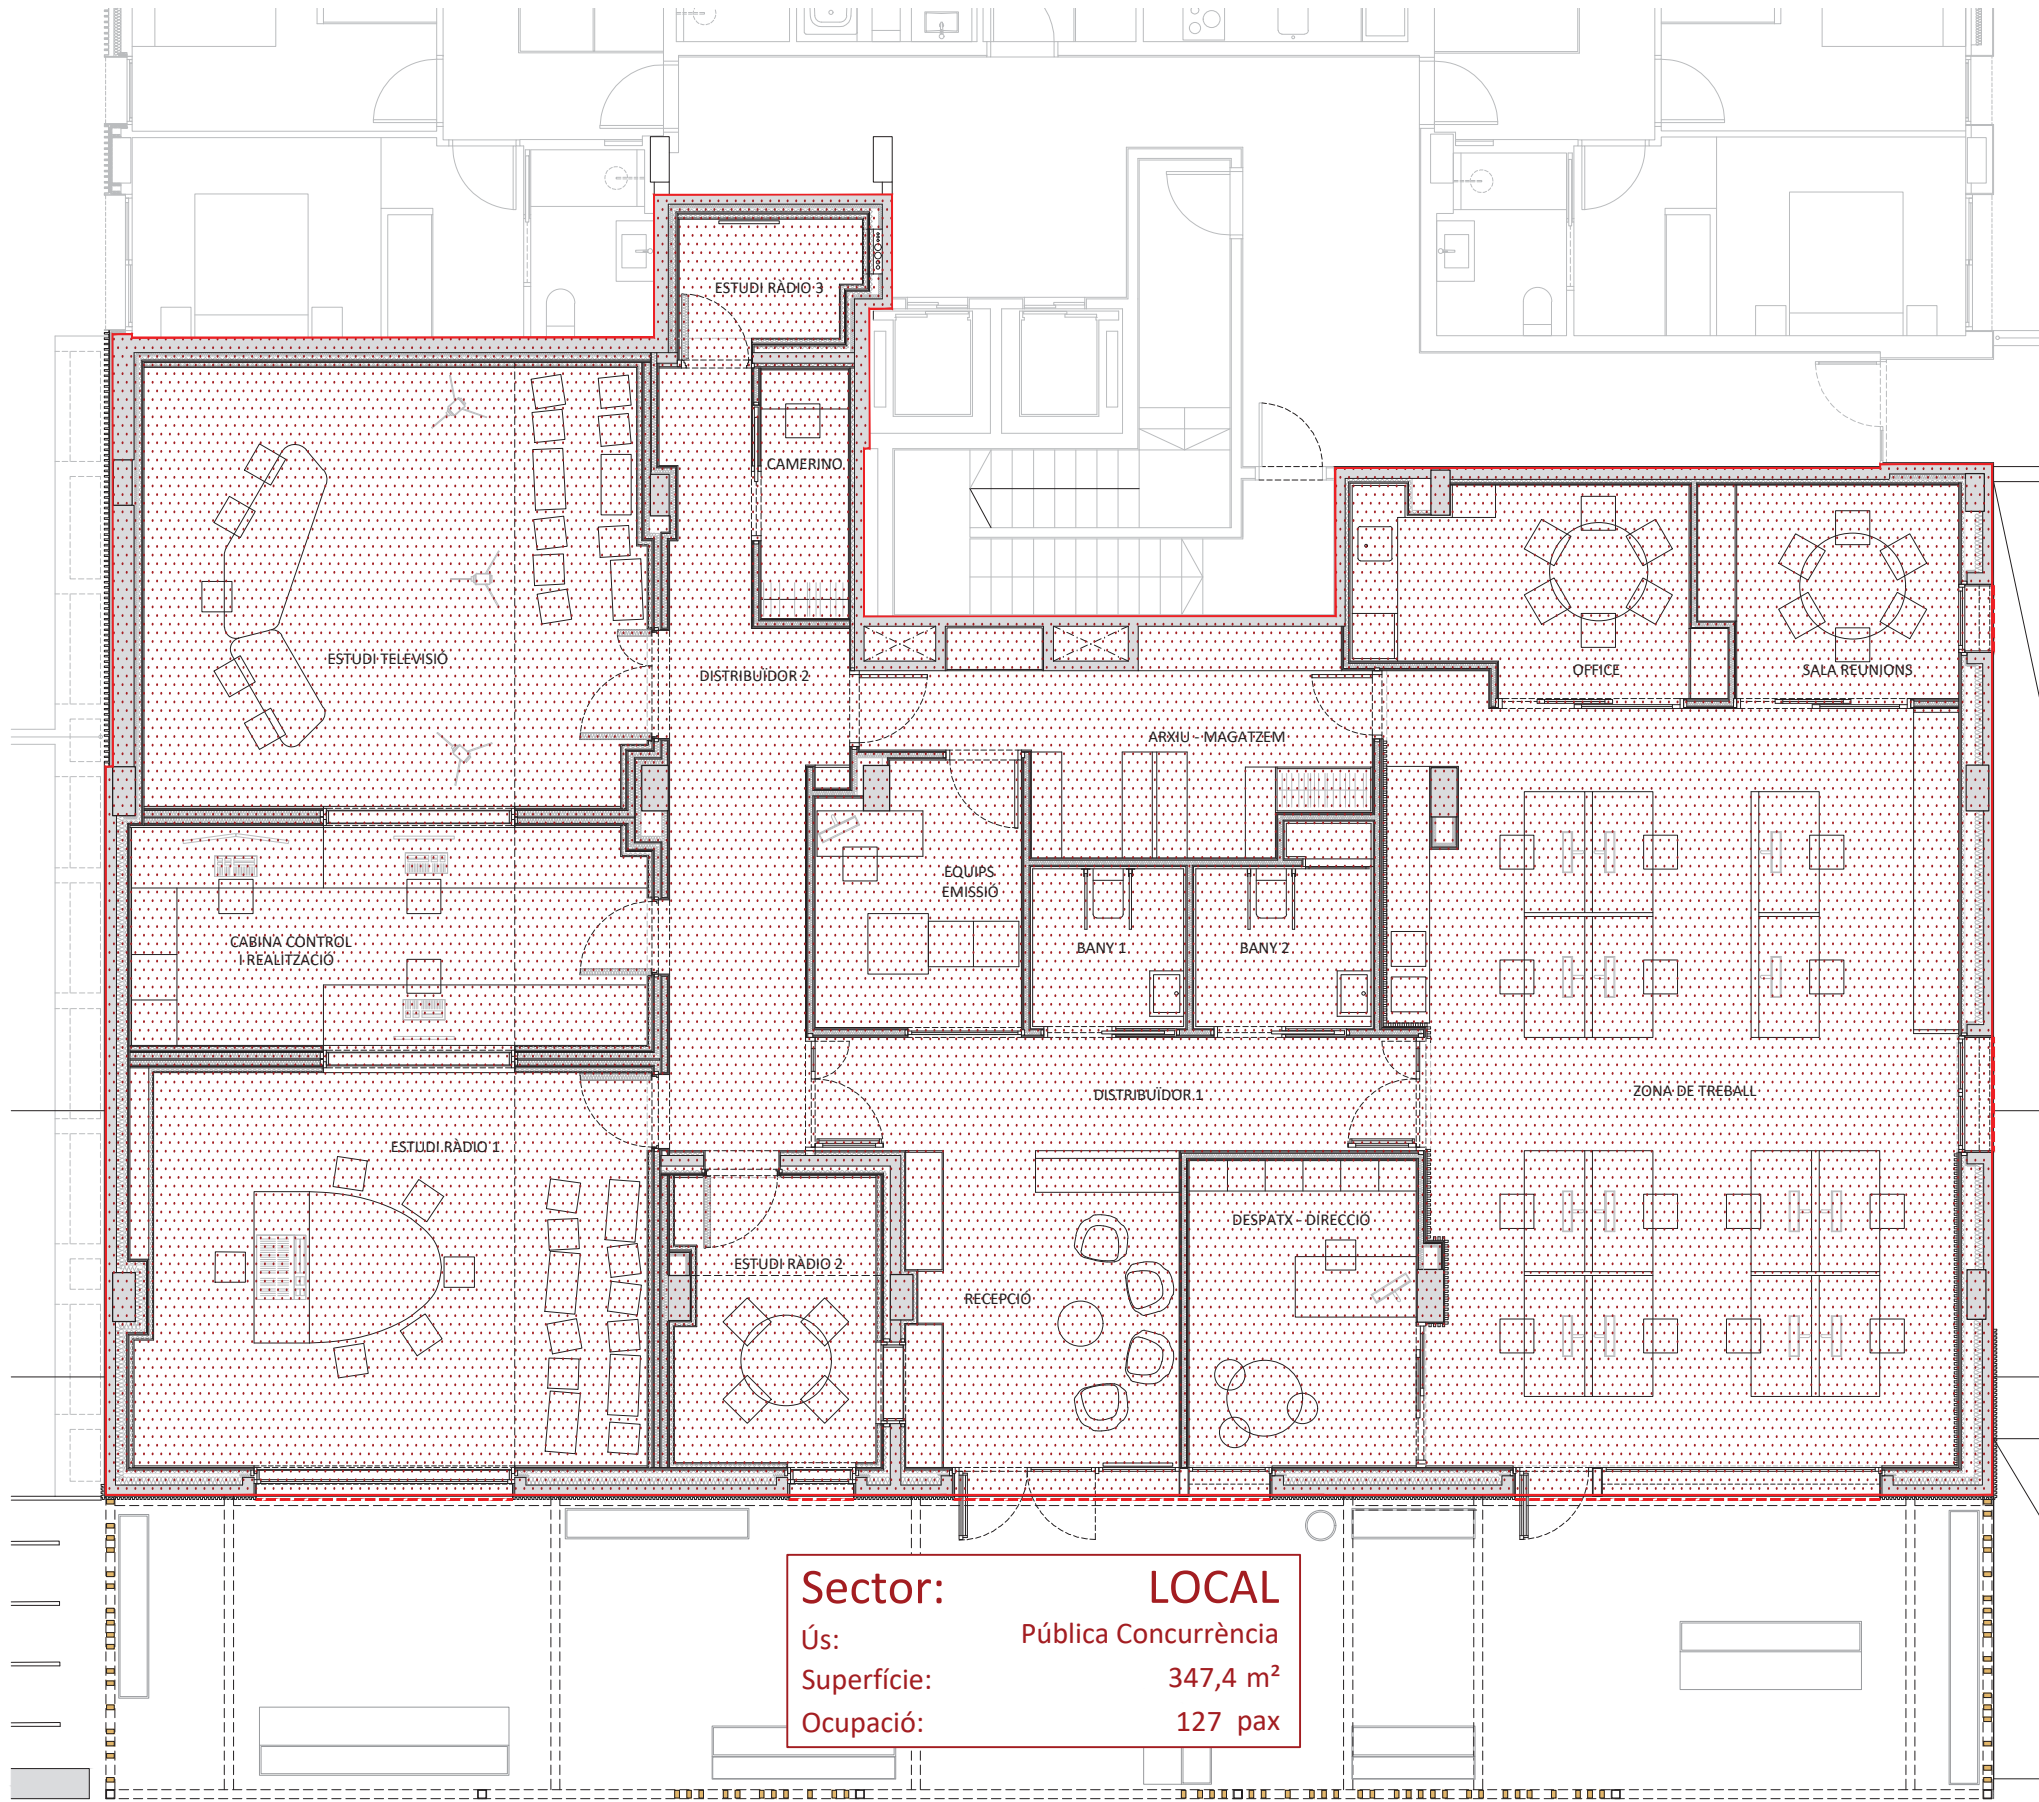 ESTUDI RÀDIO 3
CAMERINO
ESTUDI TELEVISIÓ
DISTRIBUÏDOR 2
OFFICE
SALA REUNIONS
ARXIU - MAGATZEM
EQUIPS
EMISSIÓ
CABINA CONTROL
I REALITZACIÓ
BANY 1
BANY 2
DISTRIBUÏDOR 1
ZONA DE TREBALL
ESTUDI RÀDIO 1
DESPATX - DIRECCIÓ
ESTUDI RÀDIO 2
RECEPCIÓ
Sector: LOCAL
Ús: Pública Concurrència
Superfície: 347,4 m²
Ocupació: 127 pax